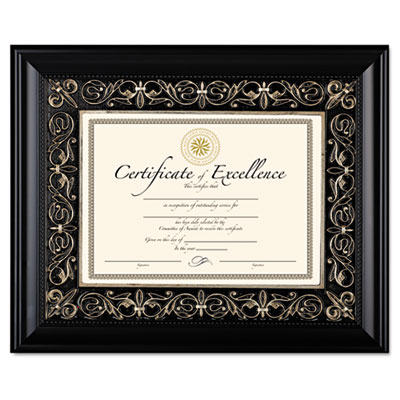 Certificate of Excellence
This certifies that
in recognition of outstanding service for
has been duly selected by the
Committee of Awards to receive this certificate
Given on this day of
In the year
Signature
Signature